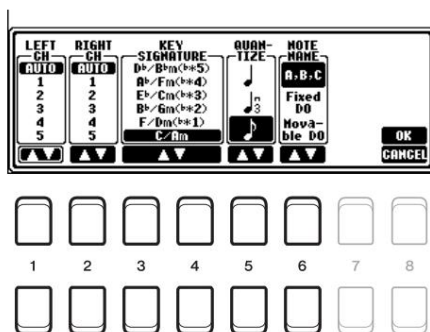 LEFT CH
RIGHT CH
KEY SIGNATURE
QUAN-TIZE
NOTE NAME
AUTO
AUTO
D♭/B♭m(♭*5)
A♭/Fm(♭*4)
E♭/Cm(♭*3)
B♭/Gm(♭*2)
F/Dm(♭*1)
C/Am
1
2
3
4
5
1
2
3
4
5
3
A,B,C
Fixed DO
Mova-
ble DO
OK
CANCEL
1 2 3 4 5 6 7 8